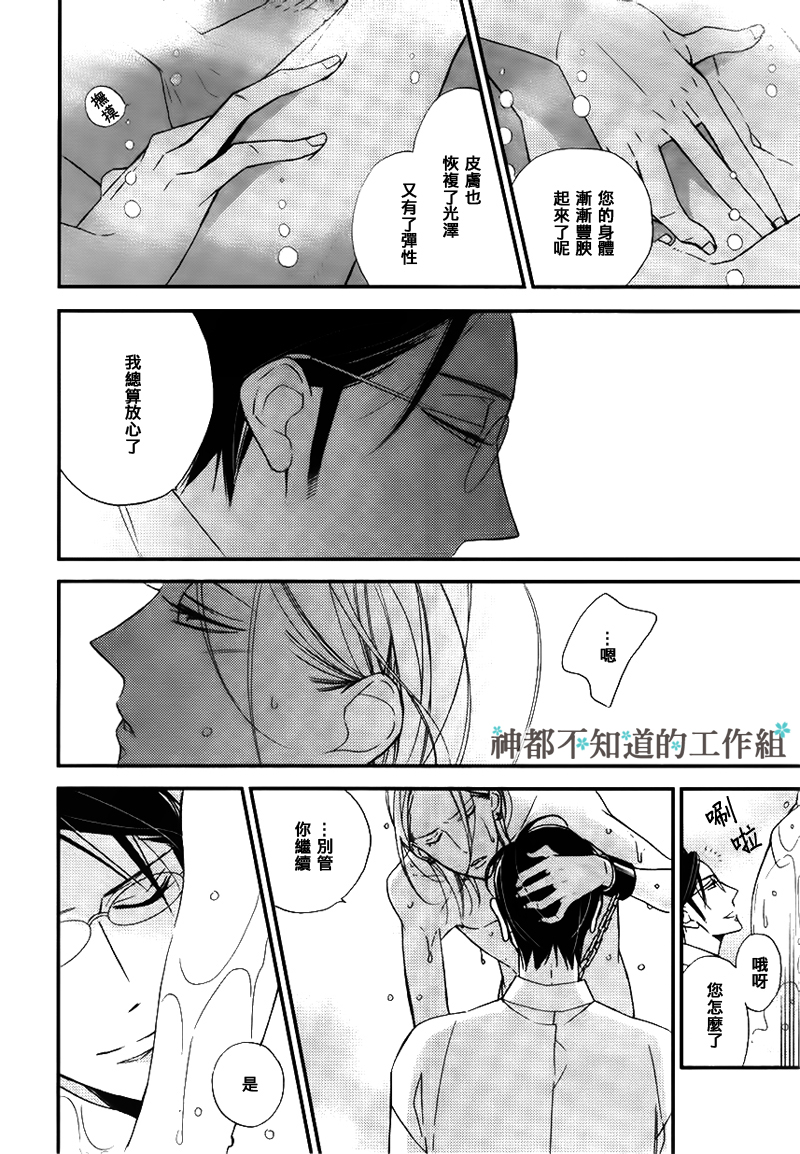 您的身體
漸漸豐腴
起來了呢
皮膚也
恢複了光澤
又有了彈性
撫摸
我總算放心了
…嗯
神都不知道的工作組
唰啦
哦呀
您怎麼了
…別管
你繼續
是